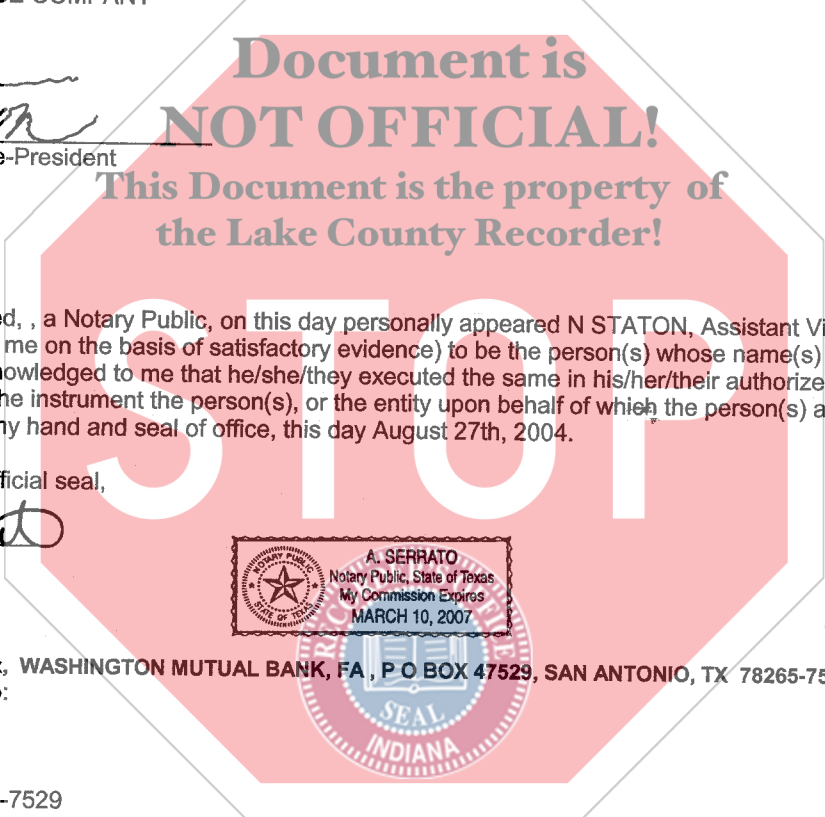 COMPANY
Document is
NOT OFFICIAL!
-President
This Document is the property of
the Lake County Recorder!
STOP
ed, , a Notary Public, on this day personally appeared N STATON, Assistant Vi
me on the basis of satisfactory evidence) to be the person(s) whose name(s)
nowledged to me that he/she/they executed the same in his/her/their authorize
he instrument the person(s), or the entity upon behalf of which the person(s) a
ny hand and seal of office, this day August 27th, 2004.
ficial seal,
NOTARY PUBLIC
STATE OF TEXAS
A. SERRATO
Notary Public, State of Texas
My Commission Expires
MARCH 10, 2007
WASHINGTON MUTUAL BANK, FA , P O BOX 47529, SAN ANTONIO, TX 78265-75
SEAL
INDIANA
-7529